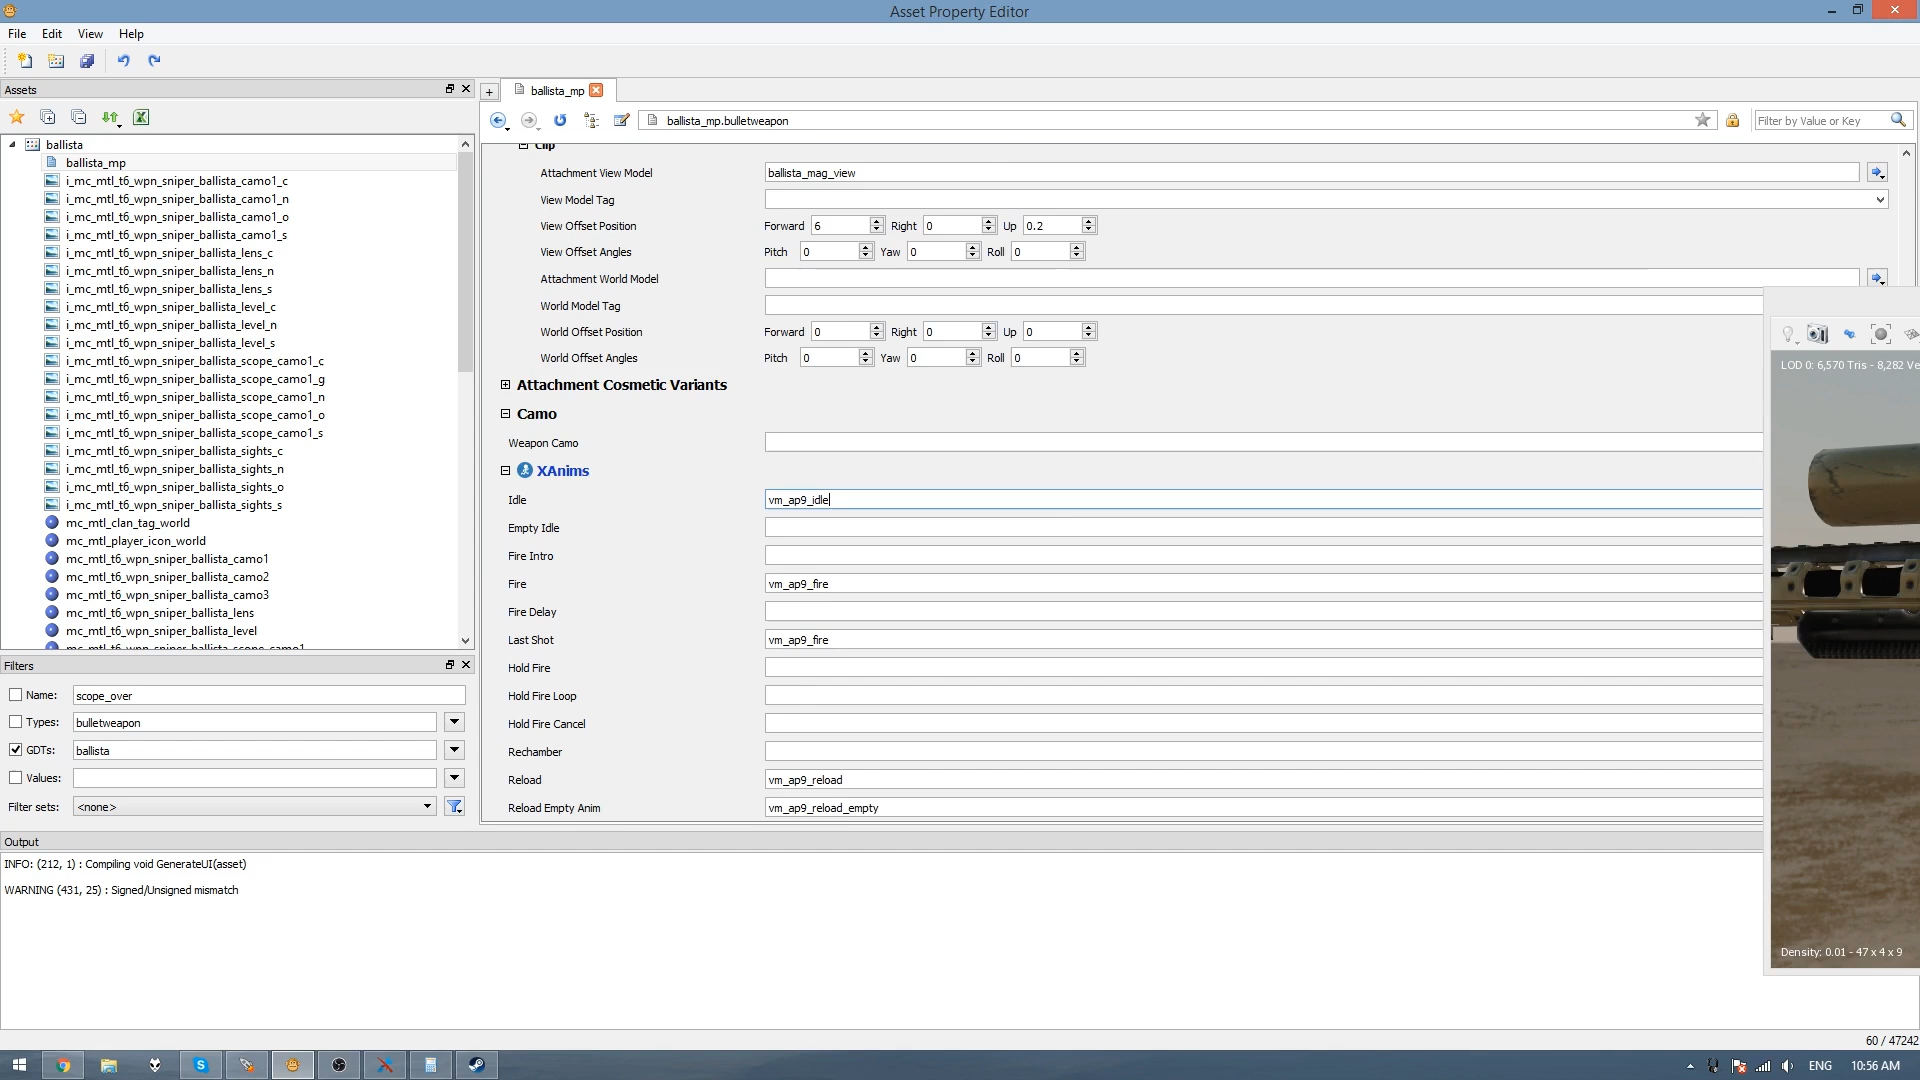 Asset Property Editor
File Edit View Help
Assets
ballista_mp
ballista_mp.bulletweapon
Filter by Value or Key
ballista
ballista_mp
i_mc_mtl_t6_wpn_sniper_ballista_camo1_c
i_mc_mtl_t6_wpn_sniper_ballista_camo1_n
i_mc_mtl_t6_wpn_sniper_ballista_camo1_o
i_mc_mtl_t6_wpn_sniper_ballista_camo1_s
i_mc_mtl_t6_wpn_sniper_ballista_lens_c
i_mc_mtl_t6_wpn_sniper_ballista_lens_n
i_mc_mtl_t6_wpn_sniper_ballista_lens_s
i_mc_mtl_t6_wpn_sniper_ballista_level_c
i_mc_mtl_t6_wpn_sniper_ballista_level_n
i_mc_mtl_t6_wpn_sniper_ballista_level_s
i_mc_mtl_t6_wpn_sniper_ballista_scope_camo1_c
i_mc_mtl_t6_wpn_sniper_ballista_scope_camo1_g
i_mc_mtl_t6_wpn_sniper_ballista_scope_camo1_n
i_mc_mtl_t6_wpn_sniper_ballista_scope_camo1_o
i_mc_mtl_t6_wpn_sniper_ballista_scope_camo1_s
i_mc_mtl_t6_wpn_sniper_ballista_sights_c
i_mc_mtl_t6_wpn_sniper_ballista_sights_n
i_mc_mtl_t6_wpn_sniper_ballista_sights_o
i_mc_mtl_t6_wpn_sniper_ballista_sights_s
mc_mtl_clan_tag_world
mc_mtl_player_icon_world
mc_mtl_t6_wpn_sniper_ballista_camo1
mc_mtl_t6_wpn_sniper_ballista_camo2
mc_mtl_t6_wpn_sniper_ballista_camo3
mc_mtl_t6_wpn_sniper_ballista_lens
mc_mtl_t6_wpn_sniper_ballista_level
mc_mtl_t6_wpn_sniper_ballista_scope_camo1
Filters
Name: scope_over
Types: bulletweapon
GDTs: ballista
Values:
Filter sets: <none>
Clip
Attachment View Model ballista_mag_view
View Model Tag
View Offset Position Forward 6 Right 0 Up 0.2
View Offset Angles Pitch 0 Yaw 0 Roll 0
Attachment World Model
World Model Tag
World Offset Position Forward 0 Right 0 Up 0
World Offset Angles Pitch 0 Yaw 0 Roll 0
Attachment Cosmetic Variants
Camo
Weapon Camo
XAnims
Idle vm_ap9_idle
Empty Idle
Fire Intro
Fire vm_ap9_fire
Fire Delay
Last Shot vm_ap9_fire
Hold Fire
Hold Fire Loop
Hold Fire Cancel
Rechamber
Reload vm_ap9_reload
Reload Empty Anim vm_ap9_reload_empty
LOD 0: 6,570 Tris - 8,282 Ve
Density: 0.01 - 47 x 4 x 9
Output
INFO: (212, 1) : Compiling void GenerateUI(asset)
WARNING (431, 25) : Signed/Unsigned mismatch
60 / 47242
ENG 10:56 AM